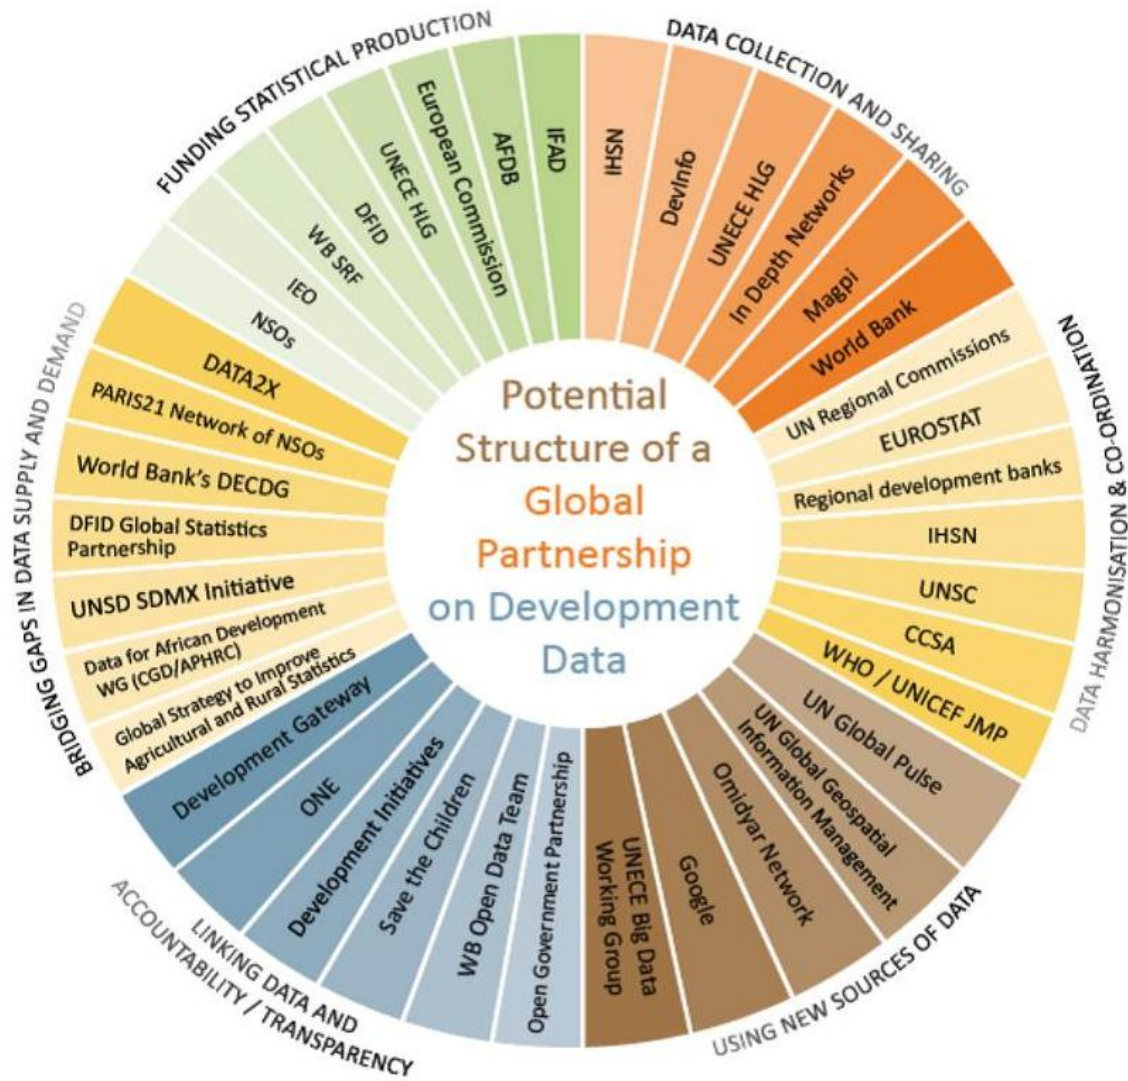 Potential
Structure of a
Global
Partnership
on Development
Data
DATA COLLECTION AND SHARING
NSHI
DevInfo
UNECE HLG
In Depth Networks
Magpi
World Bank
DATA HARMONISATION & CO-ORDINATION
UN Regional Commissions
EUROSTAT
Regional development banks
IHSN
UNSC
CCSA
WHO / UNICEF JMP
USING NEW SOURCES OF DATA
UN Global Pulse
UN Global Geospatial
Information Management
Omidyar Network
Google
UNECE Big Data
Working Group
LINKING DATA AND
ACCOUNTABILITY / TRANSPARENCY
Open Government Partnership
WB Open Data Team
Save the Children
Development Initiatives
ONE
Development Gateway
BRIDGING GAPS IN DATA SUPPLY AND DEMAND
Global Strategy to Improve
Agricultural and Rural Statistics
Data for African Development
WG (CGD/APHRC)
UNSD SDMX Initiative
DFID Global Statistics
Partnership
World Bank's DECDG
PARIS21 Network of NSOs
DATA2X
FUNDING STATISTICAL PRODUCTION
NSOs
IEO
WB SRF
DFID
UNECE HLG
European Commission
AFDB
IFAD